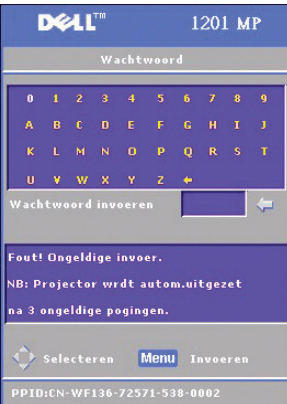 DELL™ 1201 MP
Wachtwoord
0 1 2 3 4 5 6 7 8 9
A B C D E F G H I J
K L M N O P Q R S T
U V W X Y Z ←
Wachtwoord invoeren
Fout! Ongeldige invoer.
NB: Projector wrdt autom.uitgezet
na 3 ongeldige pogingen.
Selecteren Menu Invoeren
PPID:CN-WF136-72571-538-0002